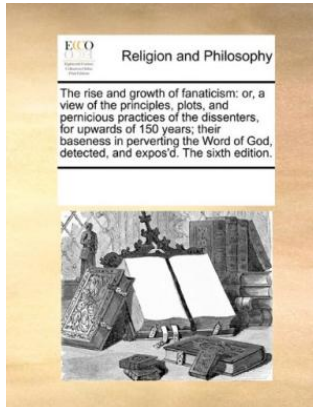 ECCO
Religion and Philosophy
The rise and growth of fanaticism: or, a
view of the principles, plots, and
pernicious practices of the dissenters,
for upwards of 150 years; their
baseness in perverting the Word of God,
detected, and expos'd. The sixth edition.